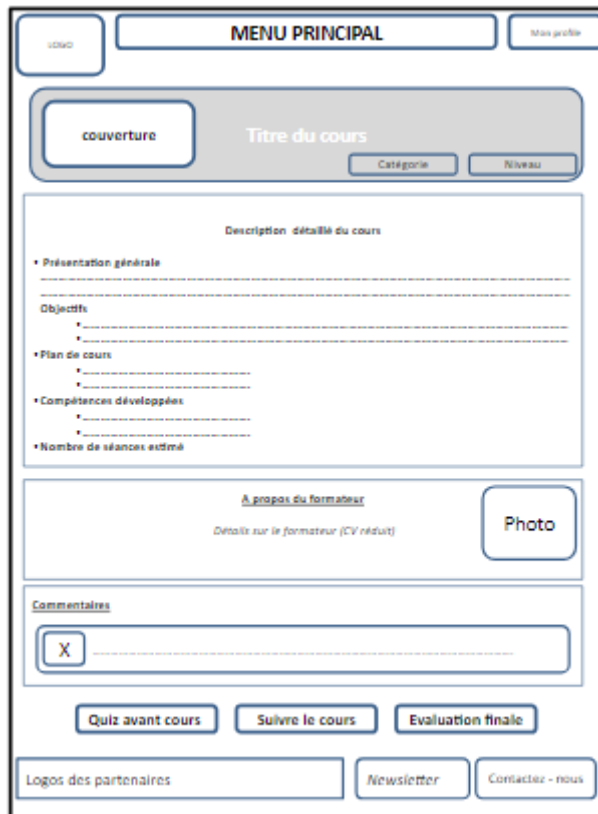 LOGO
MENU PRINCIPAL
Mon profile
couverture
Titre du cours
Catégorie
Niveau
Description détaillé du cours
• Présentation générale
Objectifs
• Plan de cours
• Compétences développées
• Nombre de séances estimé
A propos du formateur
Détails sur le formateur (CV réduit)
Photo
Commentaires
X
Quiz avant cours
Suivre le cours
Evaluation finale
Logos des partenaires
Newsletter
Contactez - nous